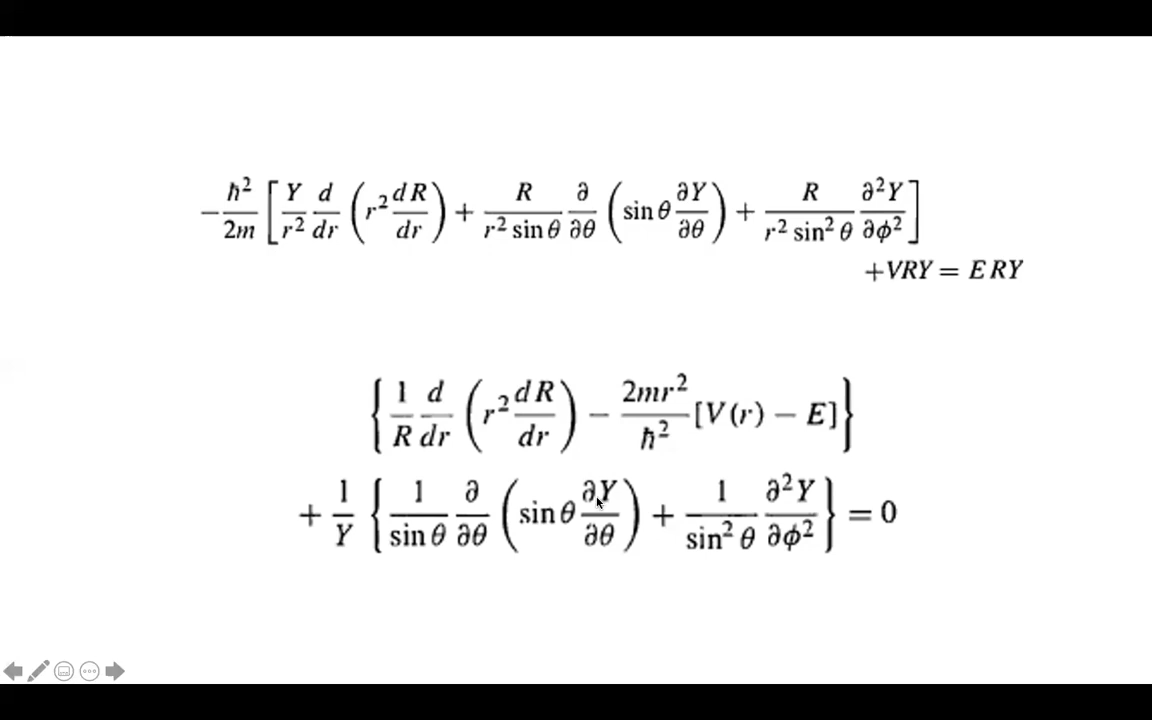 −ħ²/2m [Y/r² d/dr (r² dR/dr) + R/(r² sin θ) ∂/∂θ (sin θ ∂Y/∂θ) + R/(r² sin² θ) ∂²Y/∂ϕ²]
+VRY = ERY
{1/R d/dr (r² dR/dr) − 2mr²/ħ² [V(r) − E]}
+ 1/Y {1/sin θ ∂/∂θ (sin θ ∂Y/∂θ) + 1/sin² θ ∂²Y/∂ϕ²} = 0